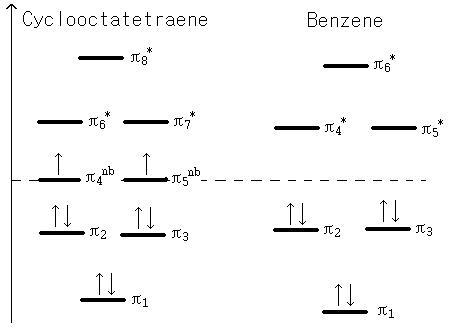 Cyclooctatetraene
Benzene
π8*
π6*
π6*
π7*
π4*
π5*
π4nb
π5nb
π2
π3
π2
π3
π1
π1